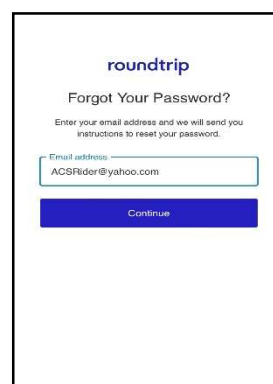 roundtrip
Forgot Your Password?
Enter your email address and we will send you
instructions to reset your password.
Email address
ACSRider@yahoo.com
Continue